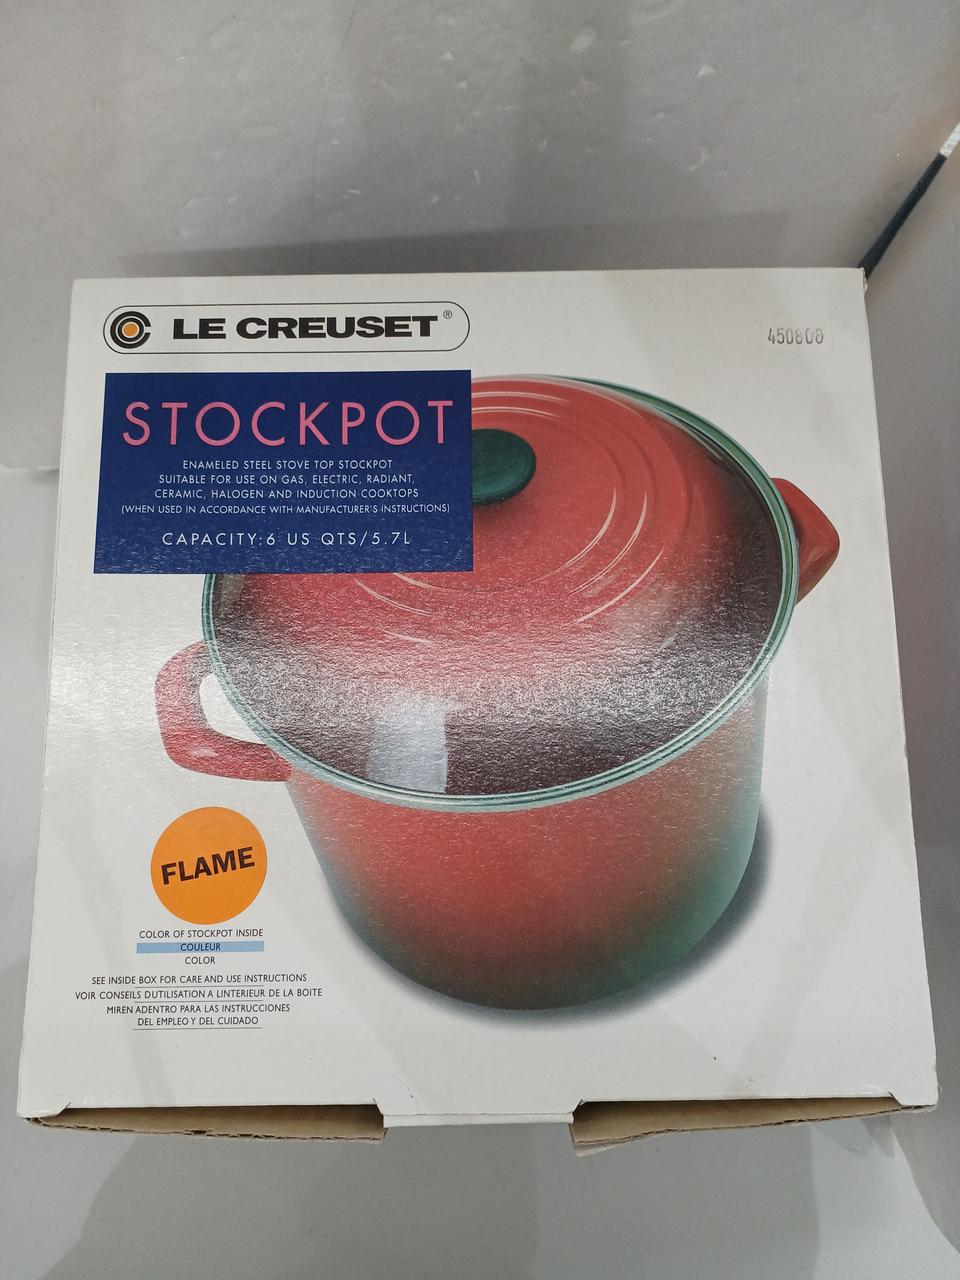 LE CREUSET®
450808
STOCKPOT
ENAMELED STEEL STOVE TOP STOCKPOT
SUITABLE FOR USE ON GAS, ELECTRIC, RADIANT,
CERAMIC, HALOGEN AND INDUCTION COOKTOPS
(WHEN USED IN ACCORDANCE WITH MANUFACTURER'S INSTRUCTIONS)
CAPACITY: 6 US QTS/5.7L
FLAME
COLOR OF STOCKPOT INSIDE
COULEUR
COLOR
SEE INSIDE BOX FOR CARE AND USE INSTRUCTIONS
VOIR CONSEILS D'UTILISATION A L'INTERIEUR DE LA BOITE
MIREN ADENTRO PARA LAS INSTRUCCIONES
DEL EMPLEO Y DEL CUIDADO